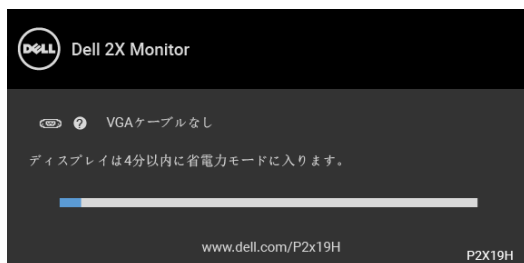 DELL
Dell 2X Monitor
VGAケーブルなし
ディスプレイは4分以内に省電力モードに入ります。
www.dell.com/P2x19H
P2X19H